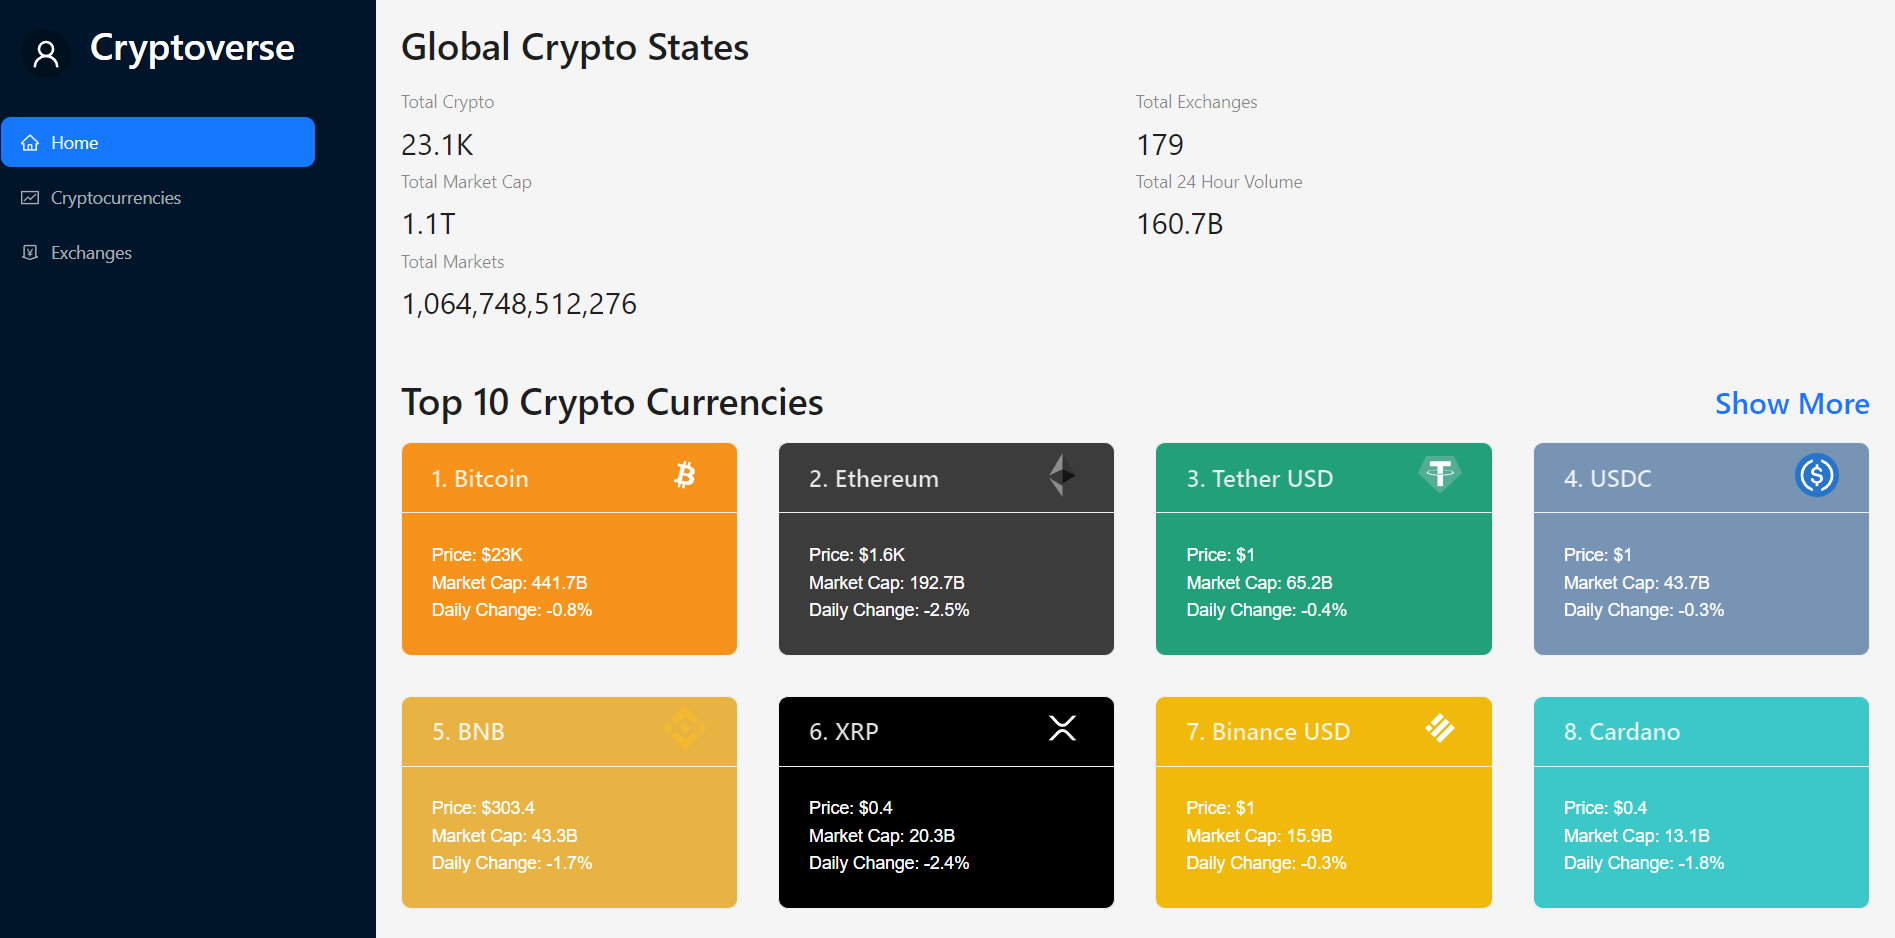 Cryptoverse
Home
Cryptocurrencies
Exchanges
Global Crypto States
Total Crypto
23.1K
Total Exchanges
179
Total Market Cap
1.1T
Total 24 Hour Volume
160.7B
Total Markets
1,064,748,512,276
Top 10 Crypto Currencies
Show More
1. Bitcoin
Price: $23K
Market Cap: 441.7B
Daily Change: -0.8%
2. Ethereum
Price: $1.6K
Market Cap: 192.7B
Daily Change: -2.5%
3. Tether USD
Price: $1
Market Cap: 65.2B
Daily Change: -0.4%
4. USDC
Price: $1
Market Cap: 43.7B
Daily Change: -0.3%
5. BNB
Price: $303.4
Market Cap: 43.3B
Daily Change: -1.7%
6. XRP
Price: $0.4
Market Cap: 20.3B
Daily Change: -2.4%
7. Binance USD
Price: $1
Market Cap: 15.9B
Daily Change: -0.3%
8. Cardano
Price: $0.4
Market Cap: 13.1B
Daily Change: -1.8%